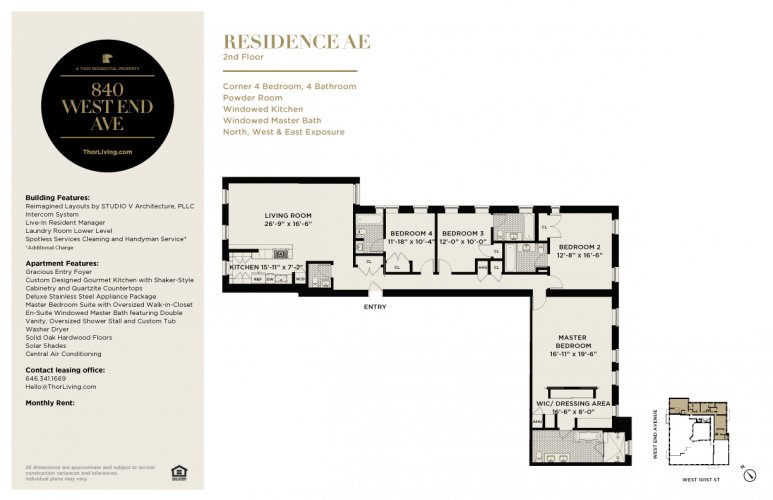 A THOR RESIDENTIAL PROPERTY
840
WEST END
AVE
ThorLiving.com
Building Features:
Reimagined Layouts by STUDIO V Architecture, PLLC
Intercom System
Live-In Resident Manager
Laundry Room Lower Level
Spotless Services Cleaning and Handyman Service*
*Additional Charge
Apartment Features:
Gracious Entry Foyer
Custom Designed Gourmet Kitchen with Shaker-Style
Cabinetry and Quartzite Countertops
Deluxe Stainless Steel Appliance Package
Master Bedroom Suite with Oversized Walk-in-Closet
En-Suite Windowed Master Bath featuring Double
Vanity, Oversized Shower Stall and Custom Tub
Washer Dryer
Solid Oak Hardwood Floors
Solar Shades
Central Air Conditioning
Contact leasing office:
646.341.1669
Hello@ThorLiving.com
Monthly Rent:
All dimensions are approximate and subject to normal
construction variances and tolerances.
Individual plans may vary.
RESIDENCE AE
2nd Floor
Corner 4 Bedroom, 4 Bathroom
Powder Room
Windowed Kitchen
Windowed Master Bath
North, West & East Exposure
LIVING ROOM
26'-9" x 16'-6"
KITCHEN 15'-11" x 7'-2"
REF
DW
W/D
CL
CL
BEDROOM 4
11'-18" x 10'-4"
CL
BEDROOM 3
12'-0" x 10'-0"
CL
AHU
CL
CL
BEDROOM 2
12'-8" x 16'-6"
ENTRY
MASTER
BEDROOM
16'-11" x 19'-6"
WIC/ DRESSING AREA
16'-6" x 8'-0"
AHU
WEST END AVENUE
WEST 101ST ST
N